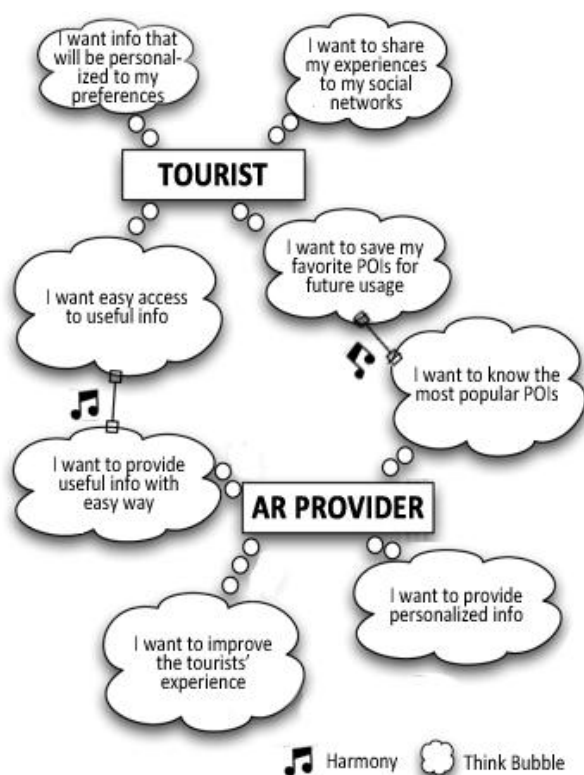 I want info that
will be personal-
ized to my
preferences
I want to share
my experiences
to my social
networks
TOURIST
I want easy access
to useful info
I want to save my
favorite POIs for
future usage
I want to know the
most popular POIs
I want to provide
useful info with
easy way
AR PROVIDER
I want to improve
the tourists'
experience
I want to provide
personalized info
Harmony
Think Bubble